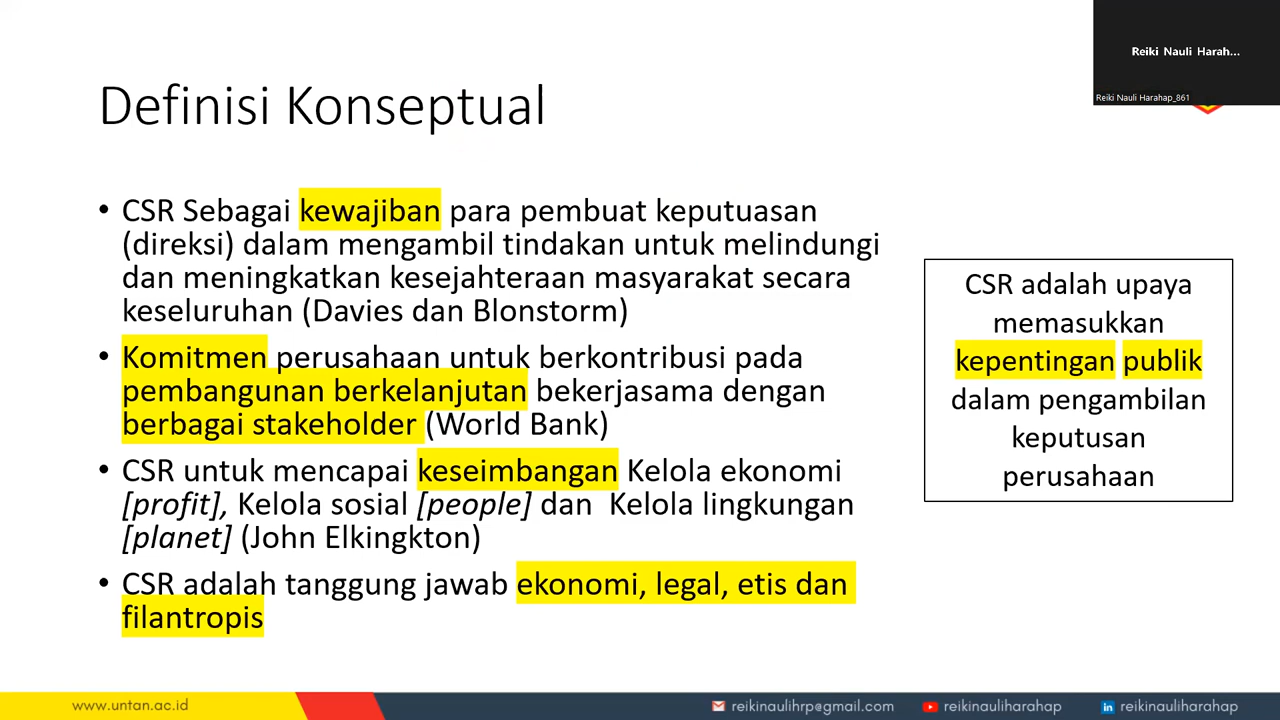 Reiki Nauli Harah...
Reiki Nauli Harahap_861
Definisi Konseptual
• CSR Sebagai kewajiban para pembuat keputuasan
(direksi) dalam mengambil tindakan untuk melindungi
dan meningkatkan kesejahteraan masyarakat secara
keseluruhan (Davies dan Blonstorm)
• Komitmen perusahaan untuk berkontribusi pada
pembangunan berkelanjutan bekerjasama dengan
berbagai stakeholder (World Bank)
• CSR untuk mencapai keseimbangan Kelola ekonomi
[profit], Kelola sosial [people] dan Kelola lingkungan
[planet] (John Elkingkton)
• CSR adalah tanggung jawab ekonomi, legal, etis dan
filantropis
CSR adalah upaya
memasukkan
kepentingan publik
dalam pengambilan
keputusan
perusahaan
www.untan.ac.id
reikinaulihrp@gmail.com
reikinauliharahap
reikinauliharahap